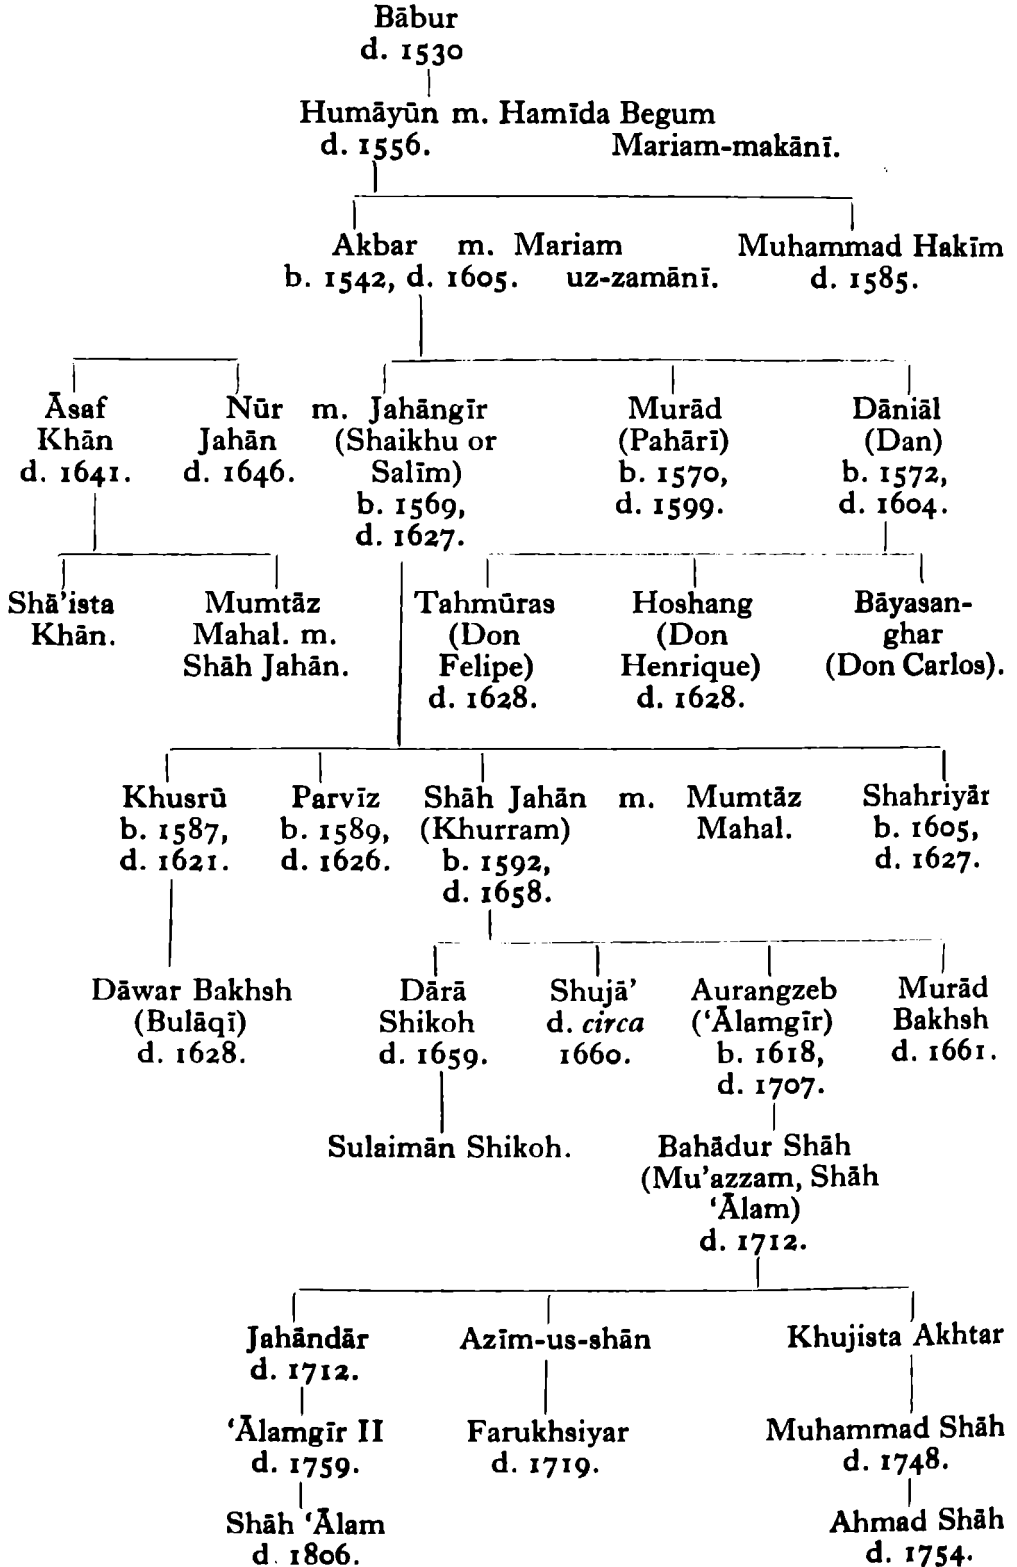 Bābur
d. 1530
Humāyūn m. Hamīda Begum
d. 1556. Mariam-makānī.
Akbar m. Mariam Muhammad Hakīm
b. 1542, d. 1605. uz-zamānī. d. 1585.
Āsaf Nūr m. Jahāngīr Murād Dāniāl
Khān Jahān (Shaikhu or (Pahārī) (Dan)
d. 1641. d. 1646. Salīm) b. 1570, b. 1572,
b. 1569, d. 1599. d. 1604.
d. 1627.
Shā’ista Mumtāz Tahmūras Hoshang Bāyasan-
Khān. Mahal. m. (Don (Don ghar
Shāh Jahān. Felipe) Henrique) (Don Carlos).
d. 1628. d. 1628.
Khusrū Parvīz Shāh Jahān m. Mumtāz Shahriyār
b. 1587, b. 1589, (Khurram) Mahal. b. 1605,
d. 1621. d. 1626. b. 1592, d. 1627.
d. 1658.
Dāwar Bakhsh Dārā Shujā’ Aurangzeb Murād
(Bulāqī) Shikoh d. circa (‘Ālamgīr) Bakhsh
d. 1628. d. 1659. 1660. b. 1618, d. 1661.
d. 1707.
Sulaimān Shikoh. Bahādur Shāh
(Mu’azzam, Shāh
‘Ālam)
d. 1712.
Jahāndār Azīm-us-shān Khujista Akhtar
d. 1712.
‘Ālamgīr II Farukhsiyar Muhammad Shāh
d. 1759. d. 1719. d. 1748.
Shāh ‘Ālam Ahmad Shāh
d. 1806. d. 1754.